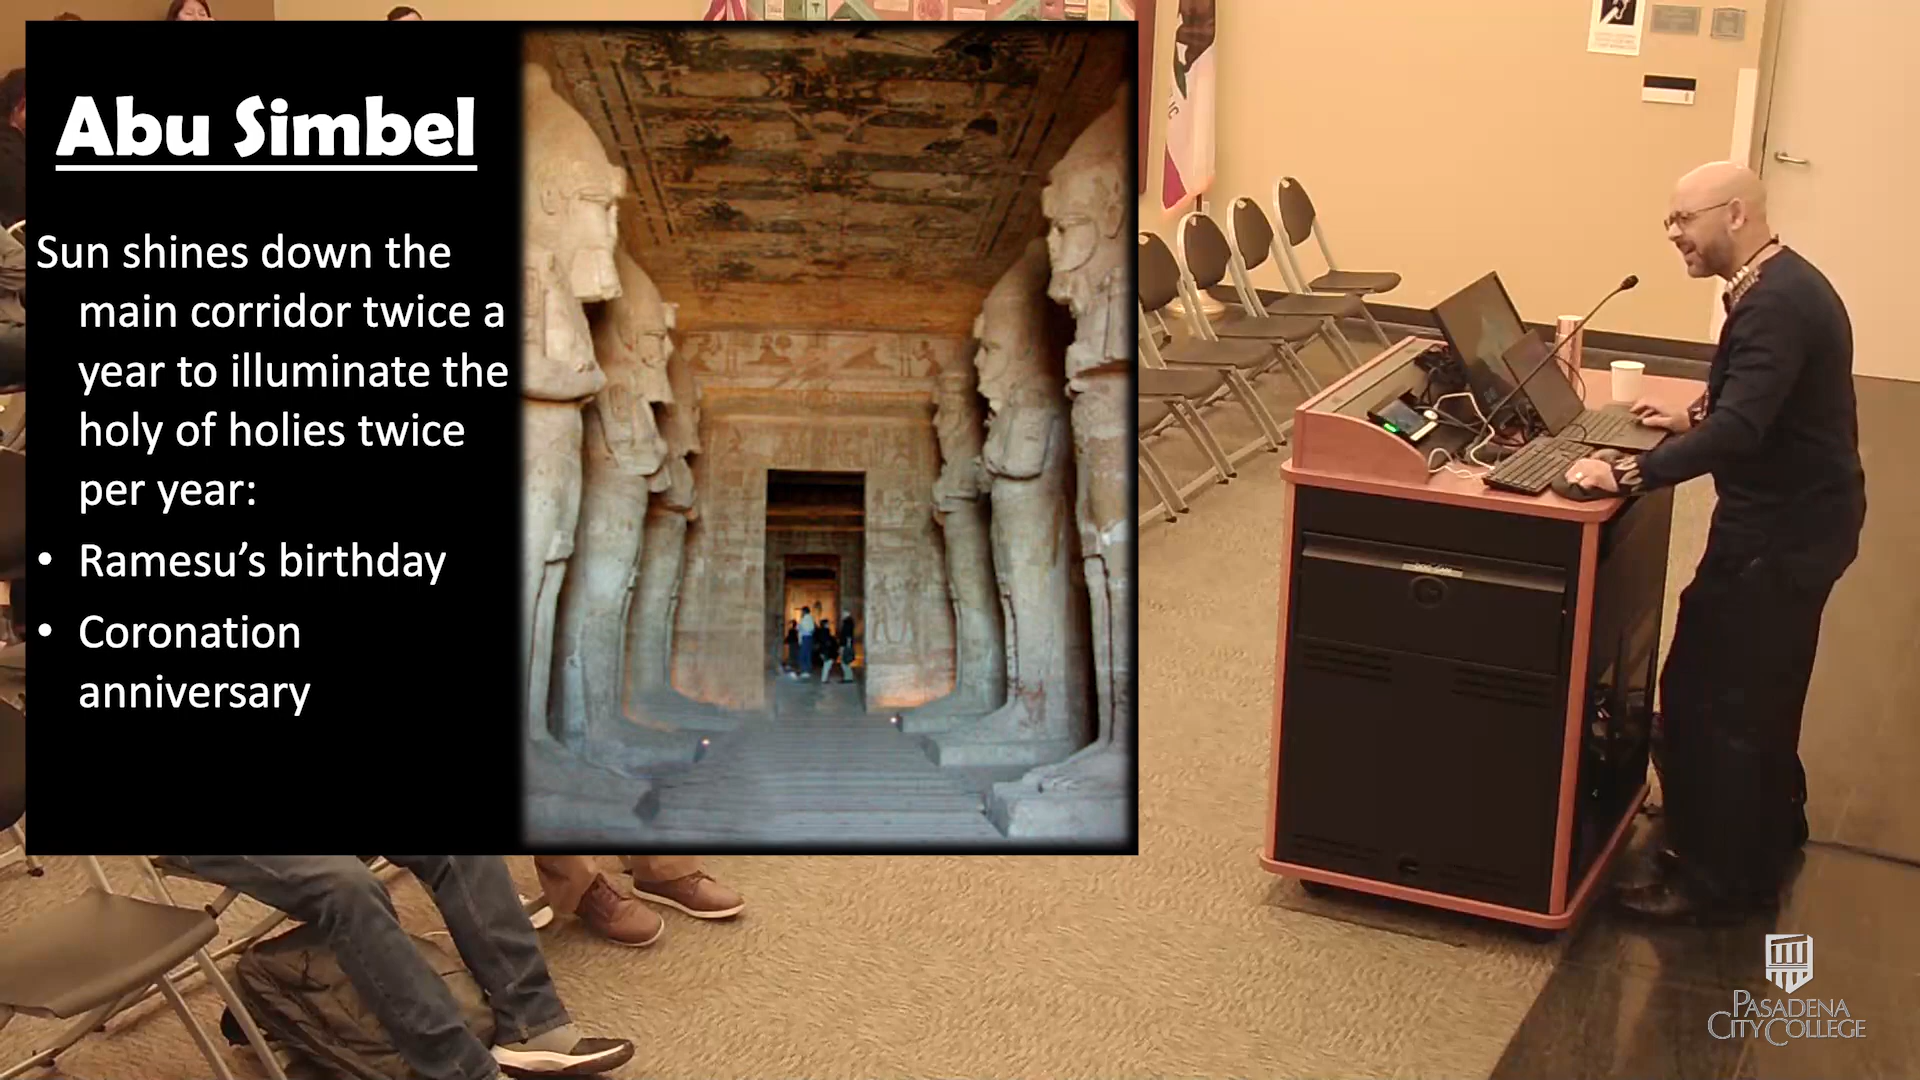 Abu Simbel
Sun shines down the
main corridor twice a
year to illuminate the
holy of holies twice
per year:
• Ramesu’s birthday
• Coronation
anniversary
PASADENA
CITY COLLEGE